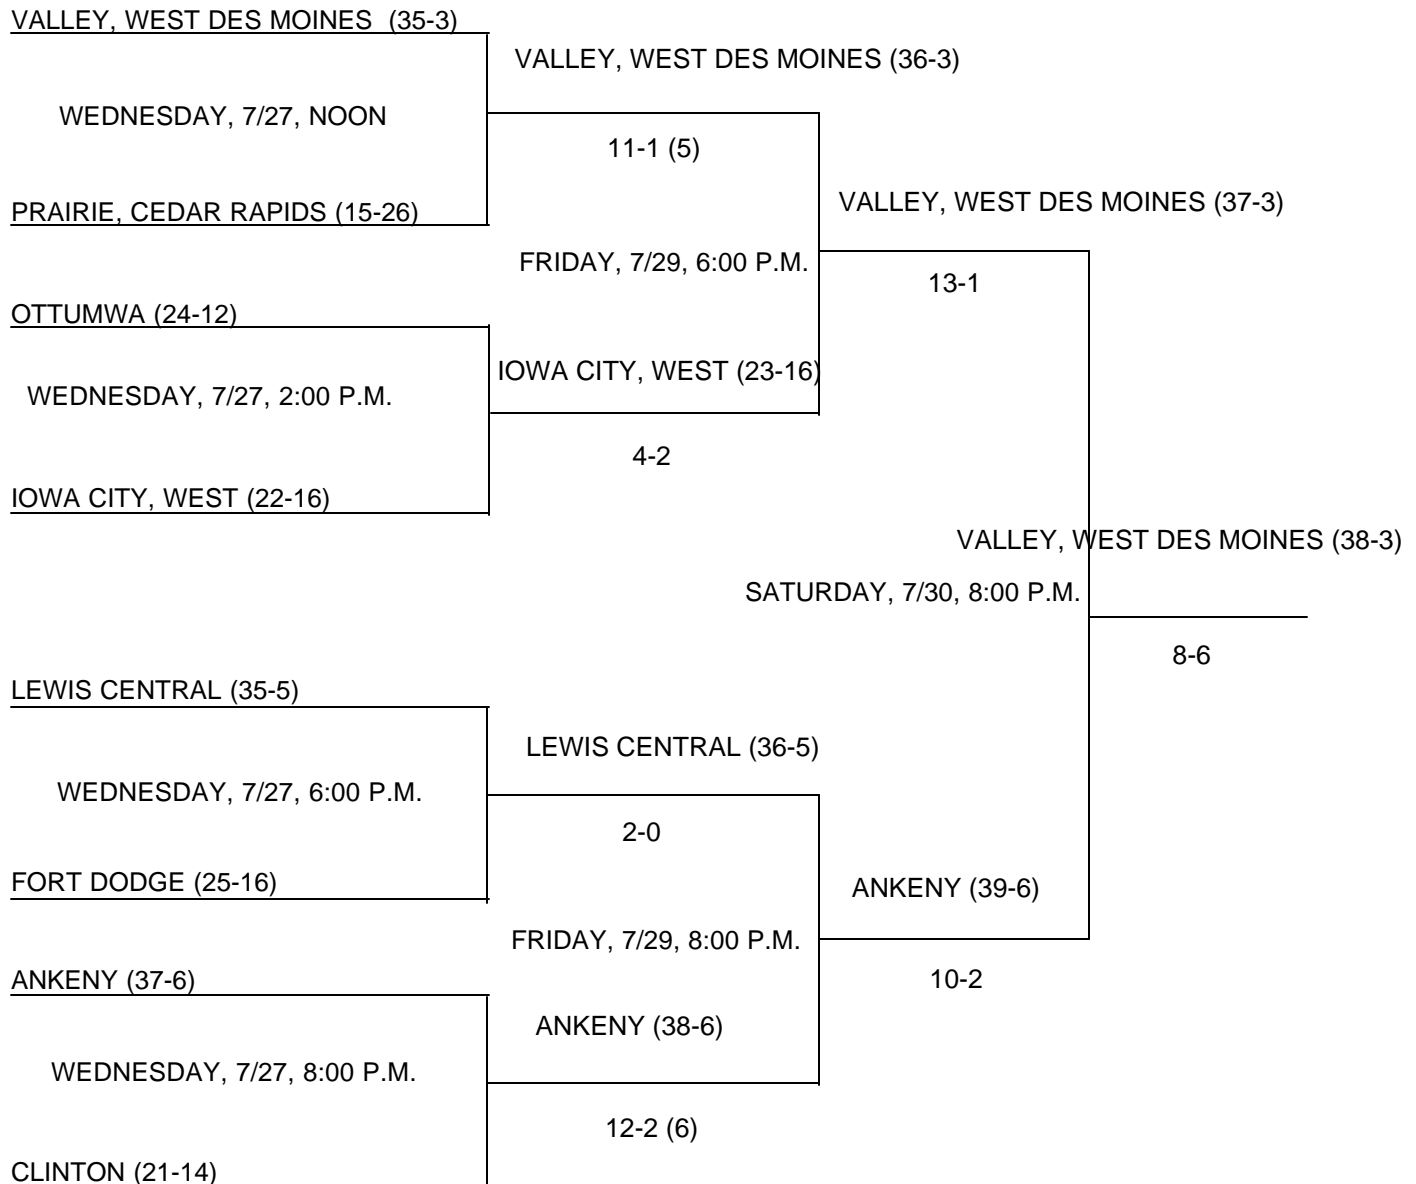 VALLEY, WEST DES MOINES (35-3)
VALLEY, WEST DES MOINES (36-3)
WEDNESDAY, 7/27, NOON
11-1 (5)
PRAIRIE, CEDAR RAPIDS (15-26)
VALLEY, WEST DES MOINES (37-3)
FRIDAY, 7/29, 6:00 P.M.
13-1
OTTUMWA (24-12)
IOWA CITY, WEST (23-16)
WEDNESDAY, 7/27, 2:00 P.M.
4-2
IOWA CITY, WEST (22-16)
VALLEY, WEST DES MOINES (38-3)
SATURDAY, 7/30, 8:00 P.M.
8-6
LEWIS CENTRAL (35-5)
LEWIS CENTRAL (36-5)
WEDNESDAY, 7/27, 6:00 P.M.
2-0
FORT DODGE (25-16)
ANKENY (39-6)
FRIDAY, 7/29, 8:00 P.M.
10-2
ANKENY (37-6)
ANKENY (38-6)
WEDNESDAY, 7/27, 8:00 P.M.
12-2 (6)
CLINTON (21-14)